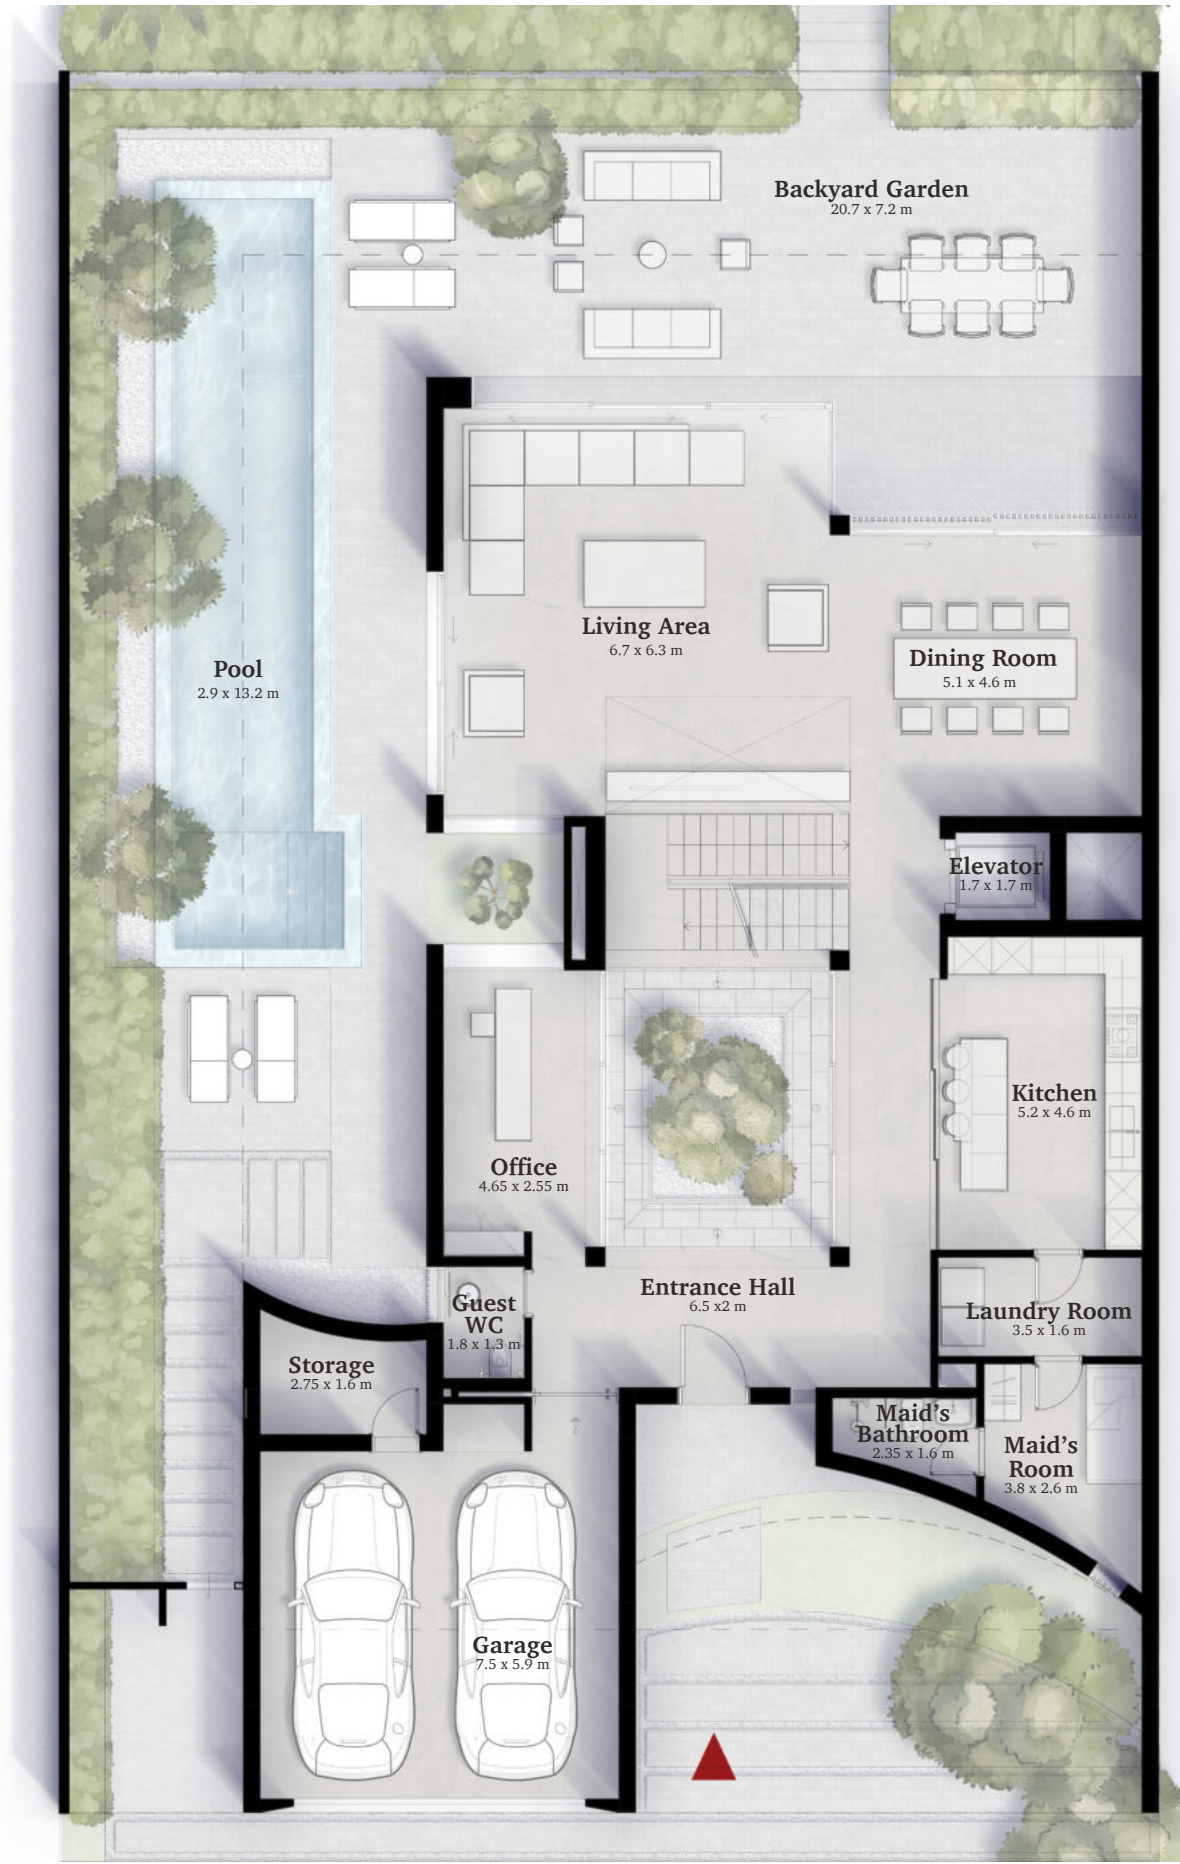 Backyard Garden
20.7 x 7.2 m
Living Area
6.7 x 6.3 m
Dining Room
5.1 x 4.6 m
Pool
2.9 x 13.2 m
Elevator
1.7 x 1.7 m
Kitchen
5.2 x 4.6 m
Office
4.65 x 2.55 m
Entrance Hall
6.5 x2 m
Guest
WC
1.8 x 1.3 m
Laundry Room
3.5 x 1.6 m
Storage
2.75 x 1.6 m
Maid's
Bathroom
2.35 x 1.6 m
Maid's
Room
3.8 x 2.6 m
Garage
7.5 x 5.9 m